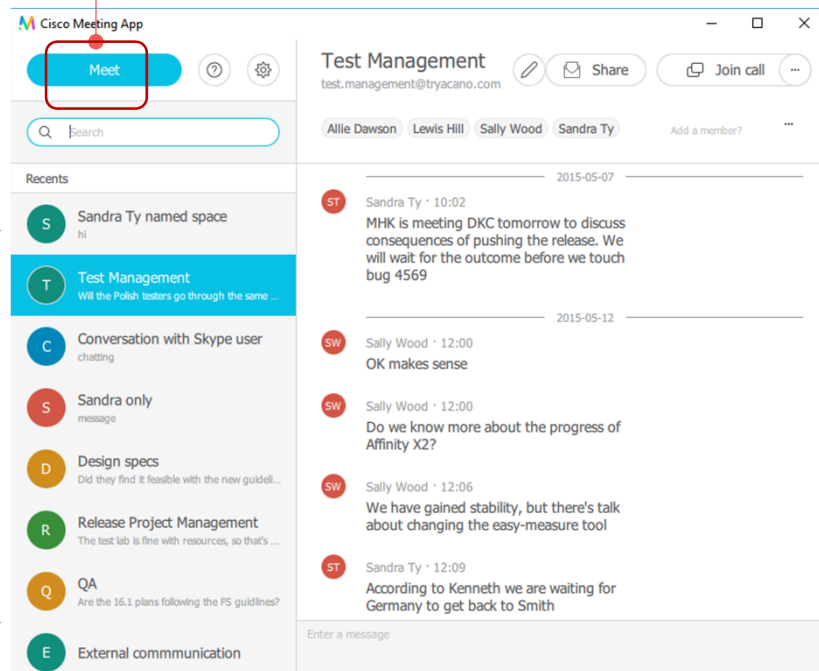 Cisco Meeting App
Meet
Search
Recents
S
Sandra Ty named space
hi
T
Test Management
Will the Polish testers go through the same ...
C
Conversation with Skype user
chatting
S
Sandra only
message
D
Design specs
Did they find it feasible with the new guideli...
R
Release Project Management
The test lab is fine with resources, so that's ...
Q
QA
Are the 16.1 plans following the FS guidlines?
E
External commmunication
Test Management
test.management@tryacano.com
Share
Join call
...
Allie Dawson Lewis Hill Sally Wood Sandra Ty
Add a member?
...
2015-05-07
ST
Sandra Ty · 10:02
MHK is meeting DKC tomorrow to discuss
consequences of pushing the release. We
will wait for the outcome before we touch
bug 4569
2015-05-12
SW
Sally Wood · 12:00
OK makes sense
SW
Sally Wood · 12:00
Do we know more about the progress of
Affinity X2?
SW
Sally Wood · 12:06
We have gained stability, but there's talk
about changing the easy-measure tool
ST
Sandra Ty · 12:09
According to Kenneth we are waiting for
Germany to get back to Smith
Enter a message